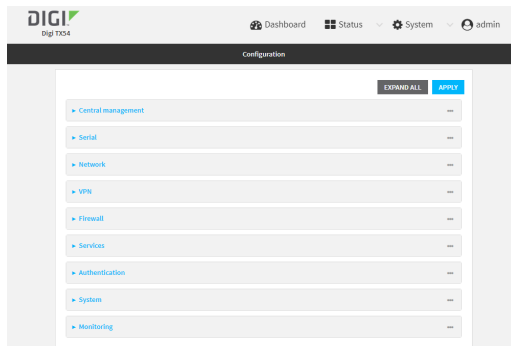 DIGI
Digi TX54
Dashboard Status System admin
Configuration
EXPAND ALL APPLY
Central management
Serial
Network
VPN
Firewall
Services
Authentication
System
Monitoring